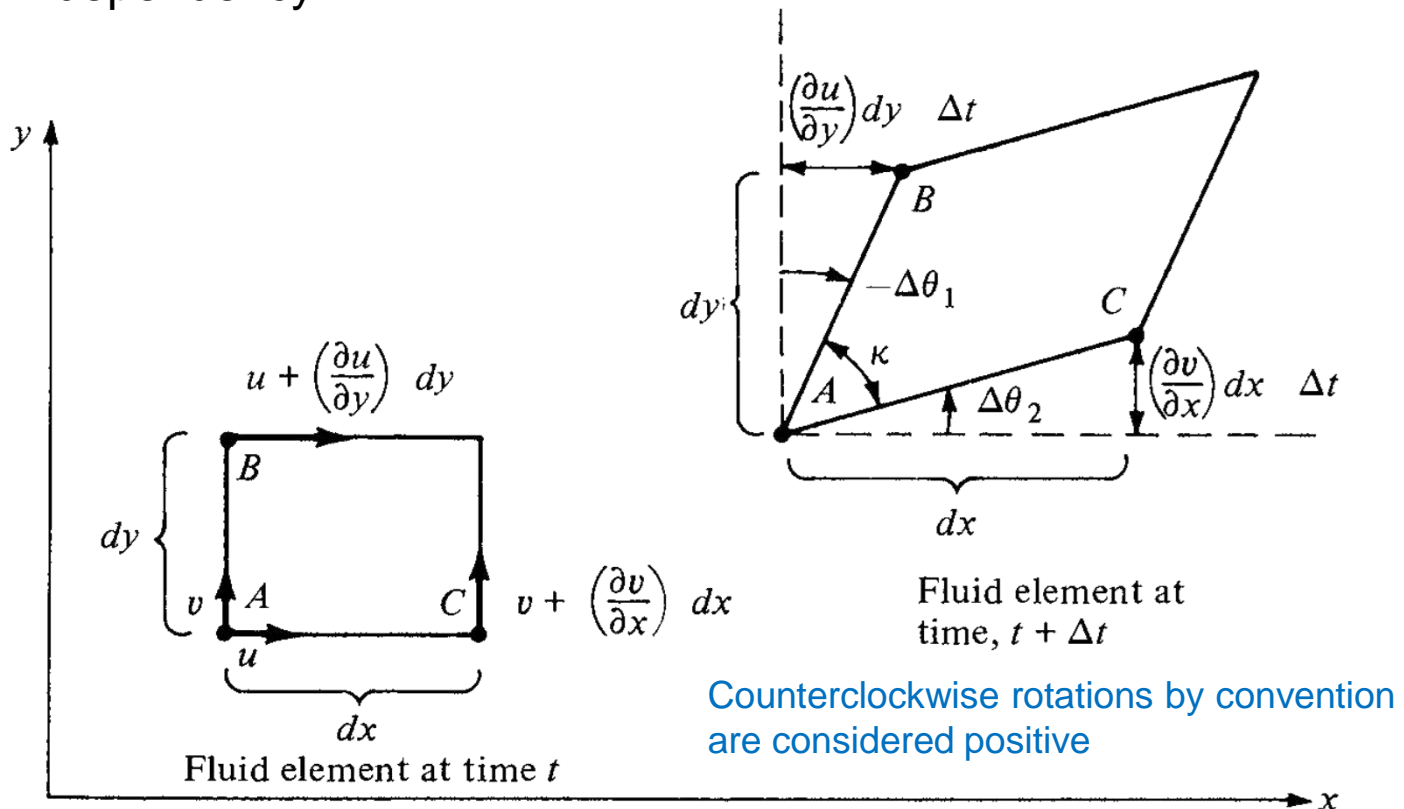 y
u + (∂u/∂y) dy
B
dy
v
A
u
C
v + (∂v/∂x) dx
dx
Fluid element at time t
(∂u/∂y) dy Δt
B
dy
−Δθ₁
κ
A
C
Δθ₂
(∂v/∂x) dx Δt
dx
Fluid element at
time, t + Δt
Counterclockwise rotations by convention
are considered positive
x